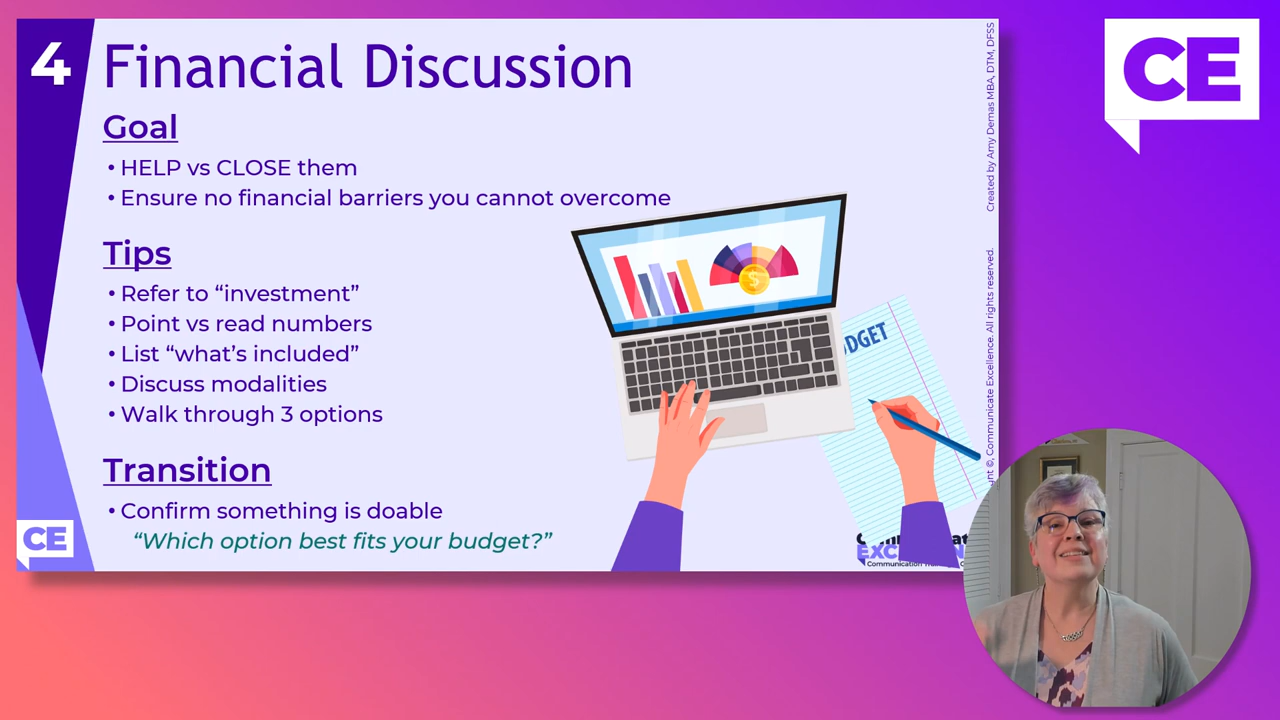 4
Financial Discussion
Goal
• HELP vs CLOSE them
• Ensure no financial barriers you cannot overcome
Tips
• Refer to “investment”
• Point vs read numbers
• List “what’s included”
• Discuss modalities
• Walk through 3 options
Transition
• Confirm something is doable
“Which option best fits your budget?”
CE
DGET
$
Created by Amy Demas MBA, DTM, DFSS
©, Communicate Excellence. All rights reserved.
Communication
CE